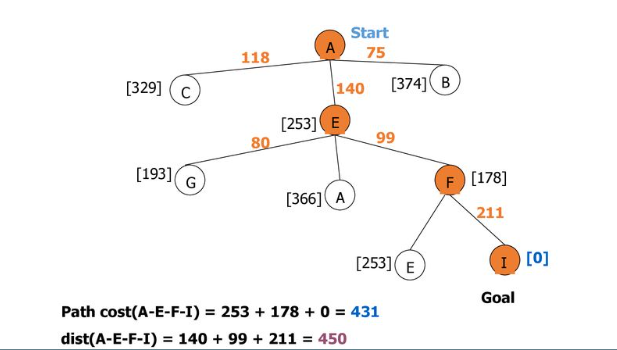 Start
A
118
75
[329] C
140
[374] B
[253] E
80
99
[193] G
[366] A
F [178]
211
[253] E
I [0]
Goal
Path cost(A-E-F-I) = 253 + 178 + 0 = 431
dist(A-E-F-I) = 140 + 99 + 211 = 450